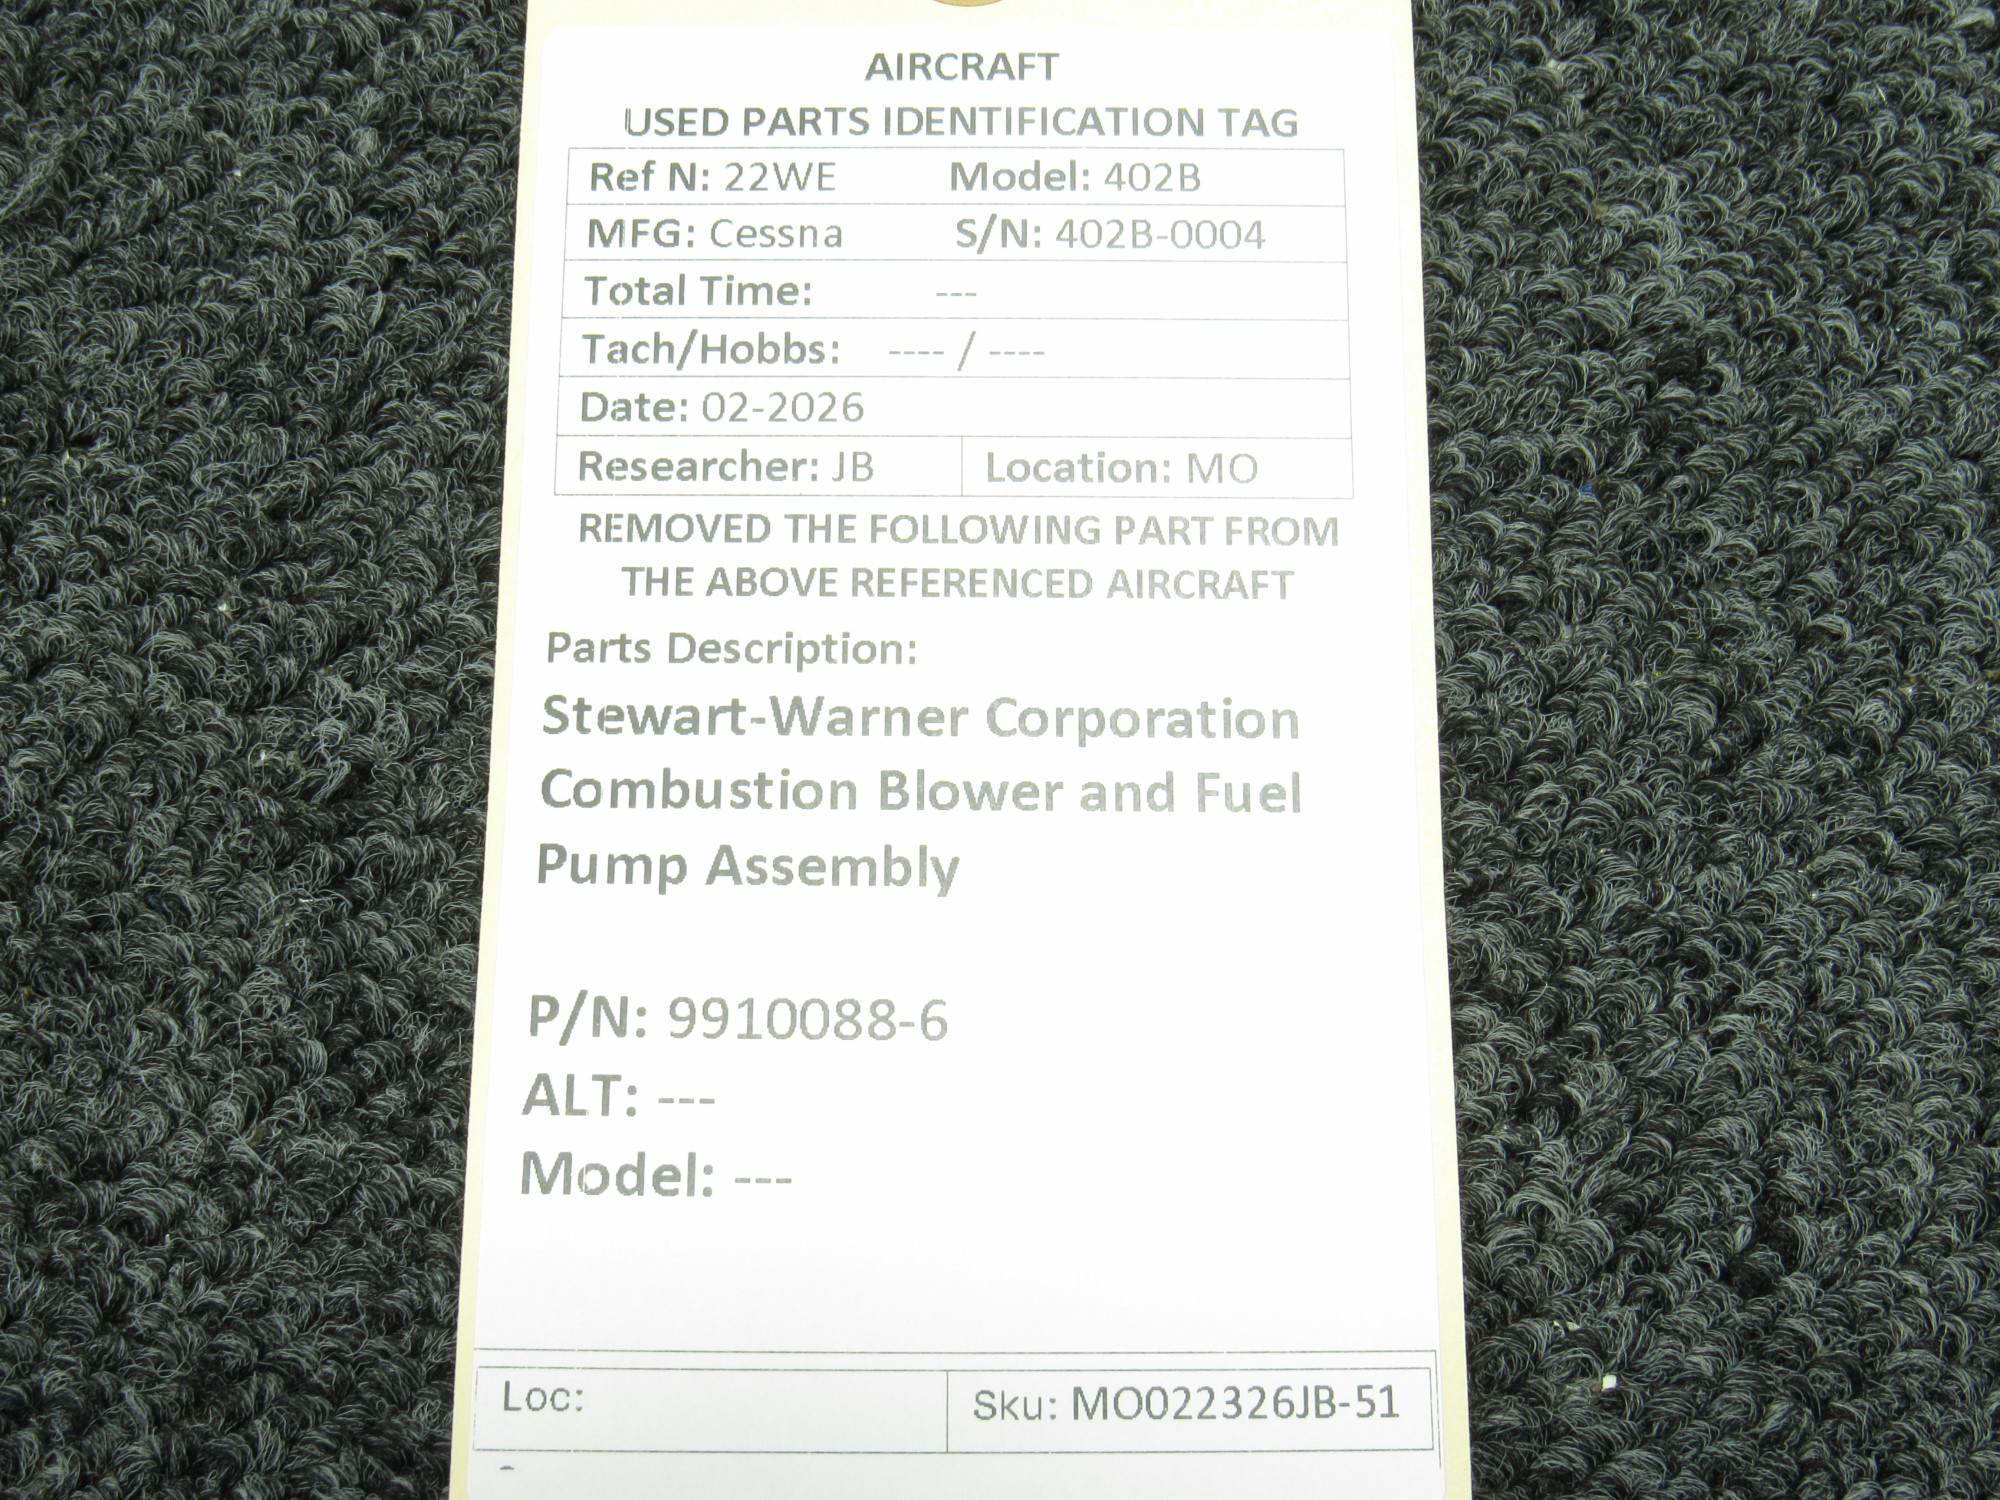 AIRCRAFT
USED PARTS IDENTIFICATION TAG
Ref N: 22WE Model: 402B
MFG: Cessna S/N: 402B-0004
Total Time: ---
Tach/Hobbs: ---- / ----
Date: 02-2026
Researcher: JB Location: MO
REMOVED THE FOLLOWING PART FROM
THE ABOVE REFERENCED AIRCRAFT
Parts Description:
Stewart-Warner Corporation
Combustion Blower and Fuel
Pump Assembly
P/N: 9910088-6
ALT: ---
Model: ---
Loc: Sku: MO022326JB-51